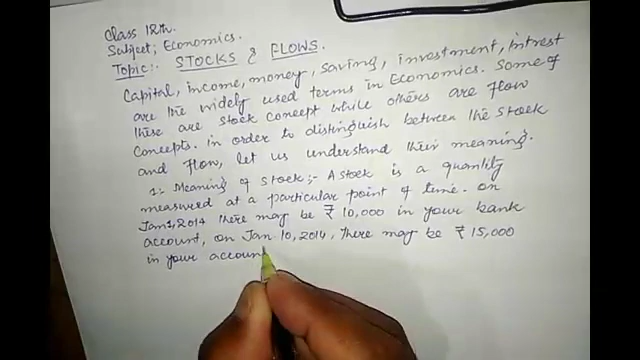 Class 12th.
Subject; Economics.
Topic:- STOCKS & FLOWS.
Capital, income, money, saving, investment, intrest
are the widely used terms in Economics. Some of
these are stock concept while others are flow
concepts. In order to distinguish between the stock
and flow, let us understand their meaning.
1:- Meaning of stock:- A stock is a quantity
measured at a particular point of time. on
Jan1, 2014 there may be ₹ 10,000 in your bank
account, on Jan 10, 2014, there may be ₹ 15,000
in your accoun